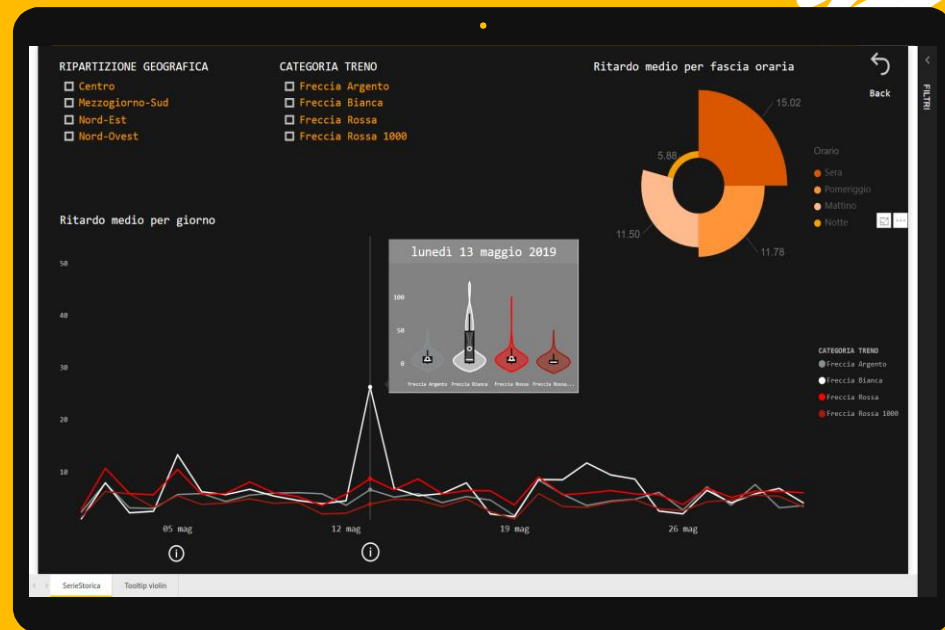 RIPARTIZIONE GEOGRAFICA
Centro
Mezzogiorno-Sud
Nord-Est
Nord-Ovest
CATEGORIA TRENO
Freccia Argento
Freccia Bianca
Freccia Rossa
Freccia Rossa 1000
Ritardo medio per fascia oraria
15.02
5.88
11.50
11.78
Back
FILTRI
Orario
Sera
Pomeriggio
Mattino
Notte
Ritardo medio per giorno
50
40
30
20
10
lunedì 13 maggio 2019
100
50
0
Freccia Argento Freccia Bianca Freccia Rossa Freccia Rossa...
CATEGORIA TRENO
Freccia Argento
Freccia Bianca
Freccia Rossa
Freccia Rossa 1000
05 mag 12 mag 19 mag 26 mag
SerieStorica Tooltip violin